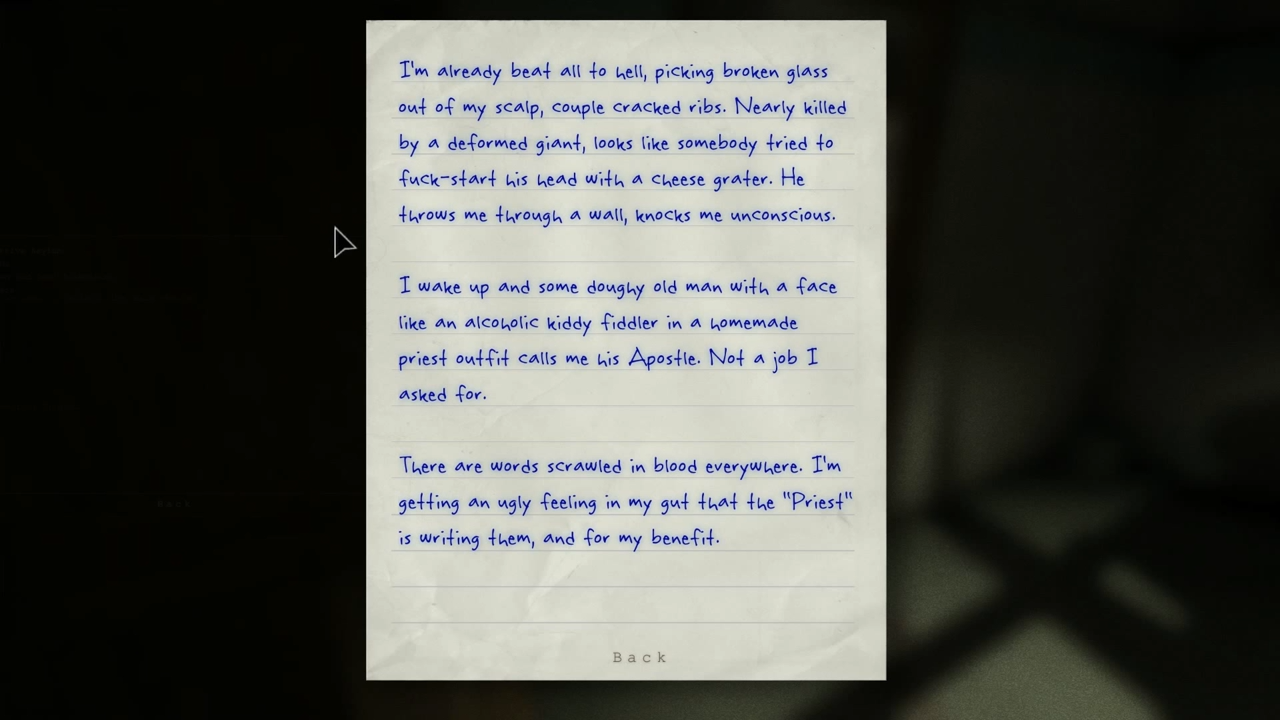 I'm already beat all to hell, picking broken glass
out of my scalp, couple cracked ribs. Nearly killed
by a deformed giant, looks like somebody tried to
fuck-start his head with a cheese grater. He
throws me through a wall, knocks me unconscious.
I wake up and some doughy old man with a face
like an alcoholic kiddy fiddler in a homemade
priest outfit calls me his Apostle. Not a job I
asked for.
There are words scrawled in blood everywhere. I'm
getting an ugly feeling in my gut that the "Priest"
is writing them, and for my benefit.
Back